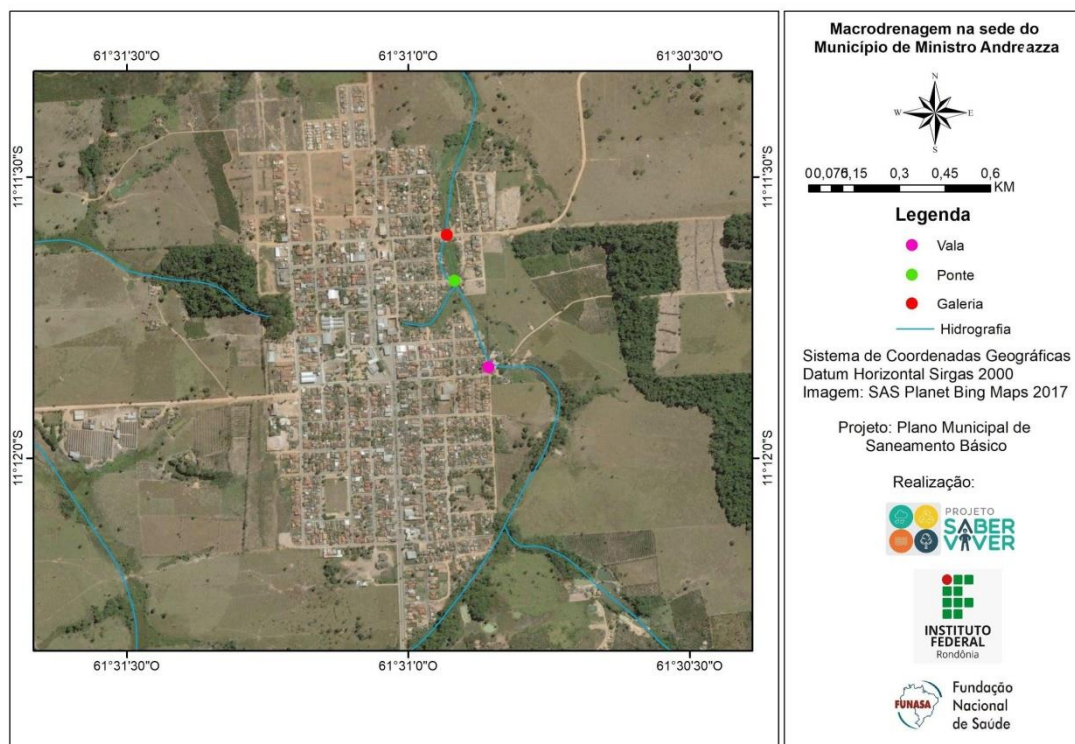 61°31'30"O
61°31'0"O
61°30'30"O
11°11'30"S
11°11'30"S
11°12'0"S
11°12'0"S
61°31'30"O
61°31'0"O
61°30'30"O
Macrodrenagem na sede do
Município de Ministro Andreazza
N
W
E
S
0 0,075 0,15 0,3 0,45 0,6
KM
Legenda
Vala
Ponte
Galeria
Hidrografia
Sistema de Coordenadas Geográficas
Datum Horizontal Sirgas 2000
Imagem: SAS Planet Bing Maps 2017
Projeto: Plano Municipal de
Saneamento Básico
Realização:
PROJETO
SABER
VIVER
INSTITUTO
FEDERAL
Rondônia
FUNASA
Fundação
Nacional
de Saúde